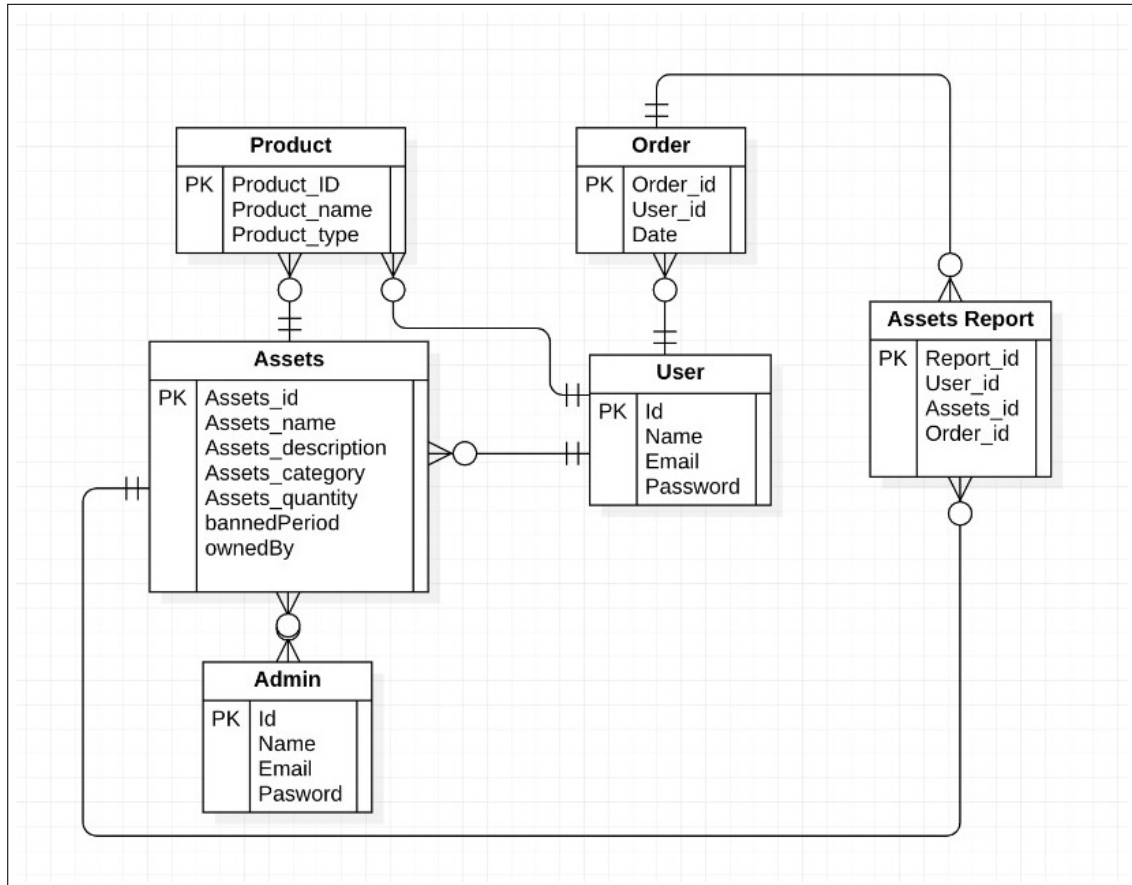 Product
PK
Product_ID
Product_name
Product_type
Order
PK
Order_id
User_id
Date
Assets Report
PK
Report_id
User_id
Assets_id
Order_id
Assets
PK
Assets_id
Assets_name
Assets_description
Assets_category
Assets_quantity
bannedPeriod
ownedBy
User
PK
Id
Name
Email
Password
Admin
PK
Id
Name
Email
Pasword